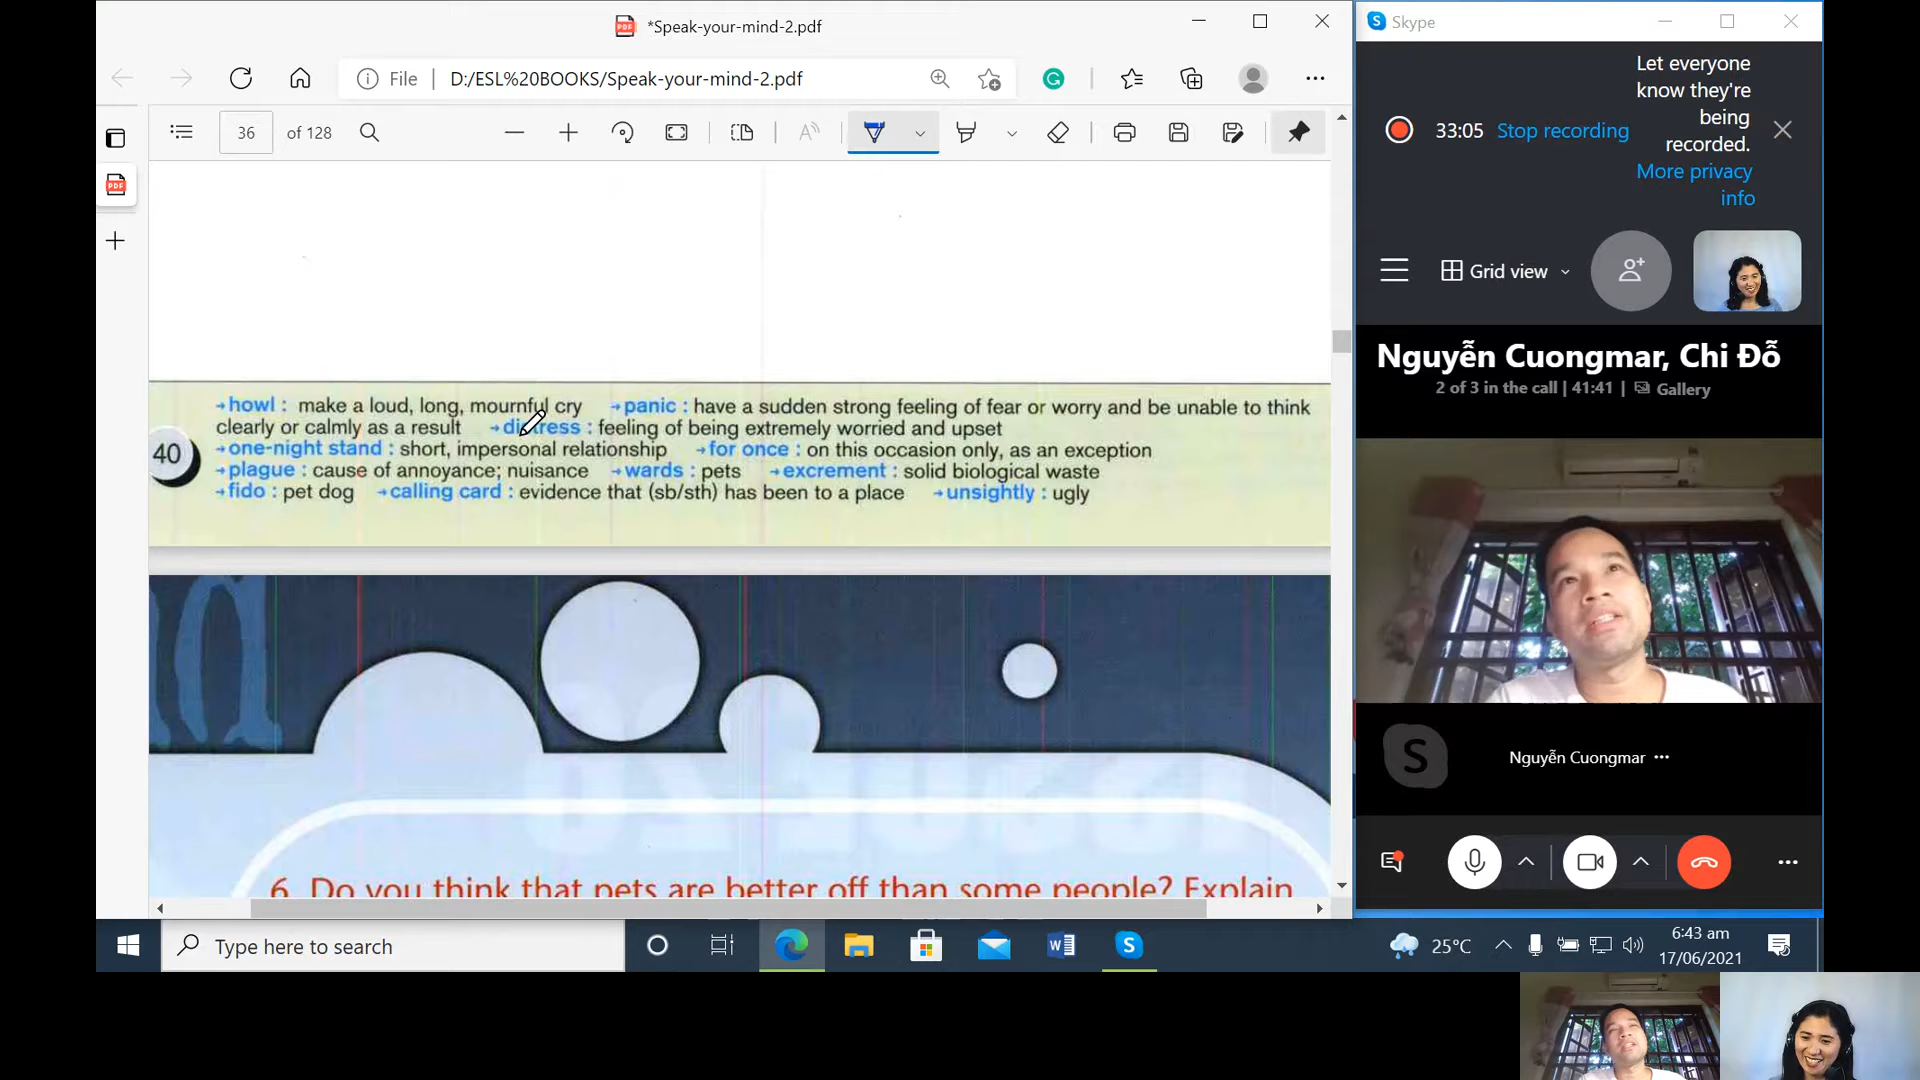 *Speak-your-mind-2.pdf
File
D:/ESL%20BOOKS/Speak-your-mind-2.pdf
36 of 128
→howl : make a loud, long, mournful cry →panic : have a sudden strong feeling of fear or worry and be unable to think
clearly or calmly as a result →distress : feeling of being extremely worried and upset
→one-night stand : short, impersonal relationship →for once : on this occasion only, as an exception
40
→plague : cause of annoyance; nuisance →wards : pets →excrement : solid biological waste
→fido : pet dog →calling card : evidence that (sb/sth) has been to a place →unsightly : ugly
6. Do you think that pets are better off than some people? Explain
Skype
33:05 Stop recording
Let everyone
know they're
being
recorded.
More privacy
info
Grid view
Nguyễn Cuongmar, Chi Đỗ
2 of 3 in the call | 41:41 | Gallery
S
Nguyễn Cuongmar
Type here to search
25°C
6:43 am
17/06/2021